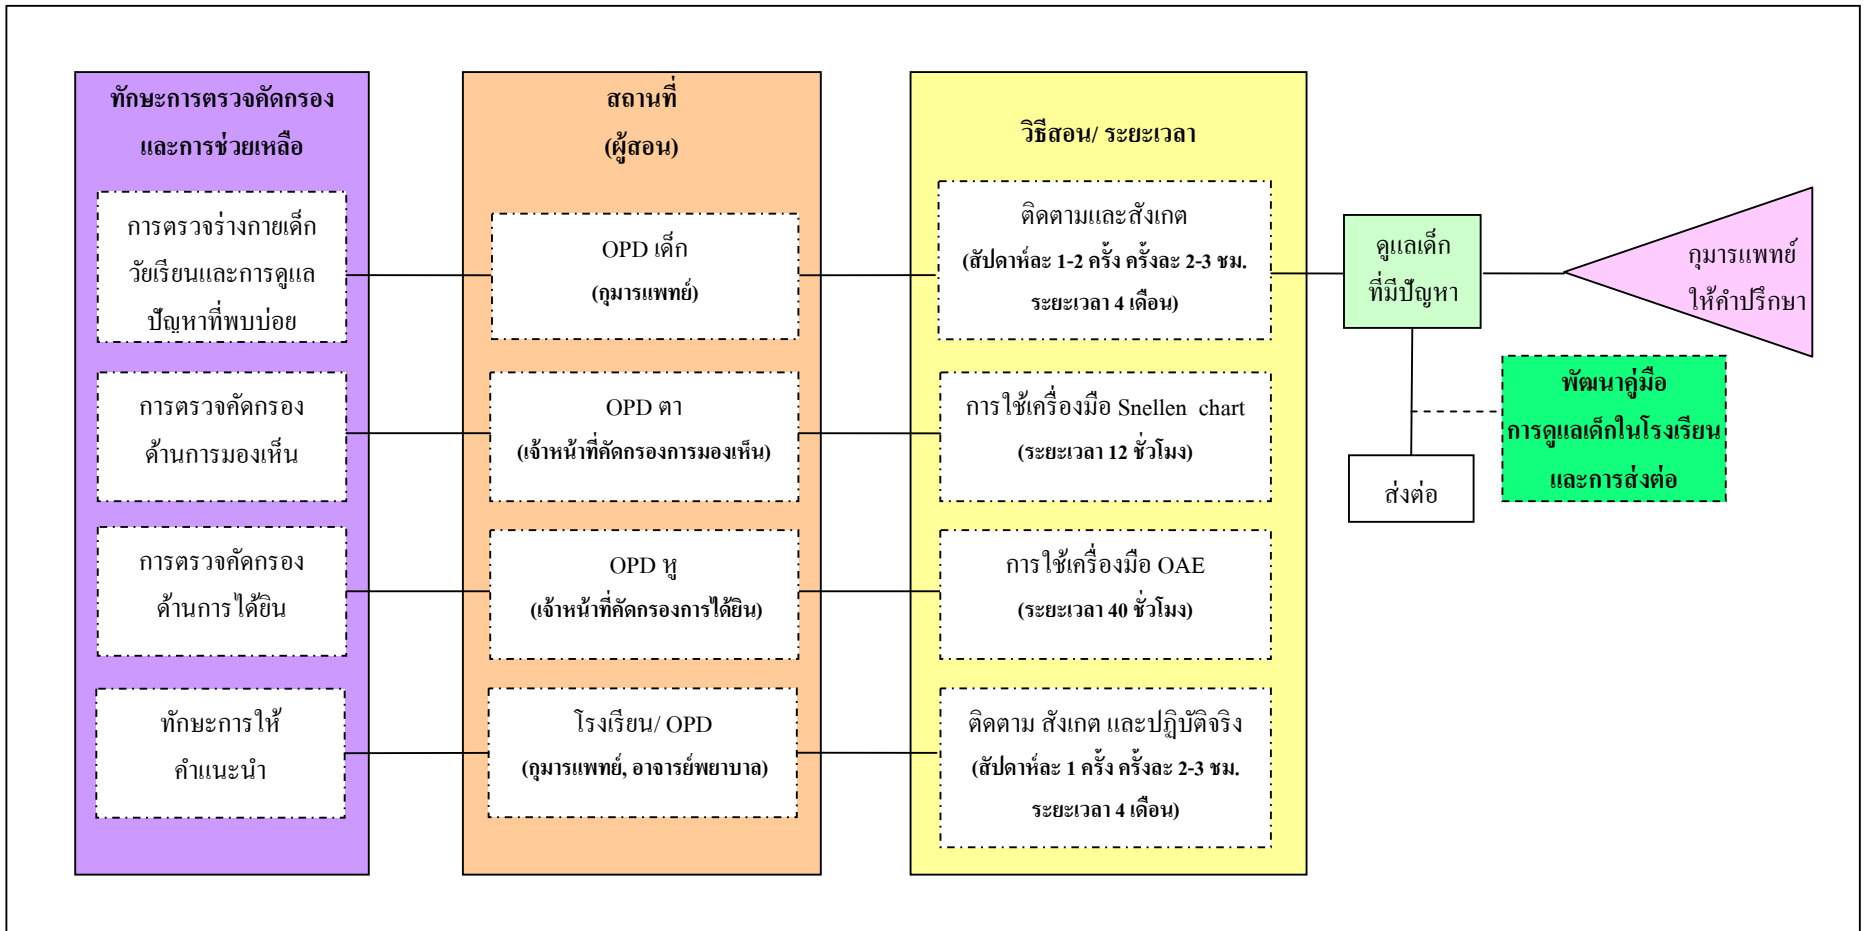 ทักษะการตรวจคัดกรอง
และการช่วยเหลือ
การตรวจร่างกายเด็ก
วัยเรียนและการดูแล
ปัญหาที่พบบ่อย
การตรวจคัดกรอง
ด้านการมองเห็น
การตรวจคัดกรอง
ด้านการได้ยิน
ทักษะการให้
คำแนะนำ
สถานที่
(ผู้สอน)
OPD เด็ก
(กุมารแพทย์)
OPD ตา
(เจ้าหน้าที่คัดกรองการมองเห็น)
OPD หู
(เจ้าหน้าที่คัดกรองการได้ยิน)
โรงเรียน/ OPD
(กุมารแพทย์, อาจารย์พยาบาล)
วิธีสอน/ ระยะเวลา
ติดตามและสังเกต
(สัปดาห์ละ 1-2 ครั้ง ครั้งละ 2-3 ชม.
ระยะเวลา 4 เดือน)
การใช้เครื่องมือ Snellen chart
(ระยะเวลา 12 ชั่วโมง)
การใช้เครื่องมือ OAE
(ระยะเวลา 40 ชั่วโมง)
ติดตาม สังเกต และปฏิบัติจริง
(สัปดาห์ละ 1 ครั้ง ครั้งละ 2-3 ชม.
ระยะเวลา 4 เดือน)
ดูแลเด็ก
ที่มีปัญหา
กุมารแพทย์
ให้คำปรึกษา
พัฒนาคู่มือ
การดูแลเด็กในโรงเรียน
และการส่งต่อ
ส่งต่อ